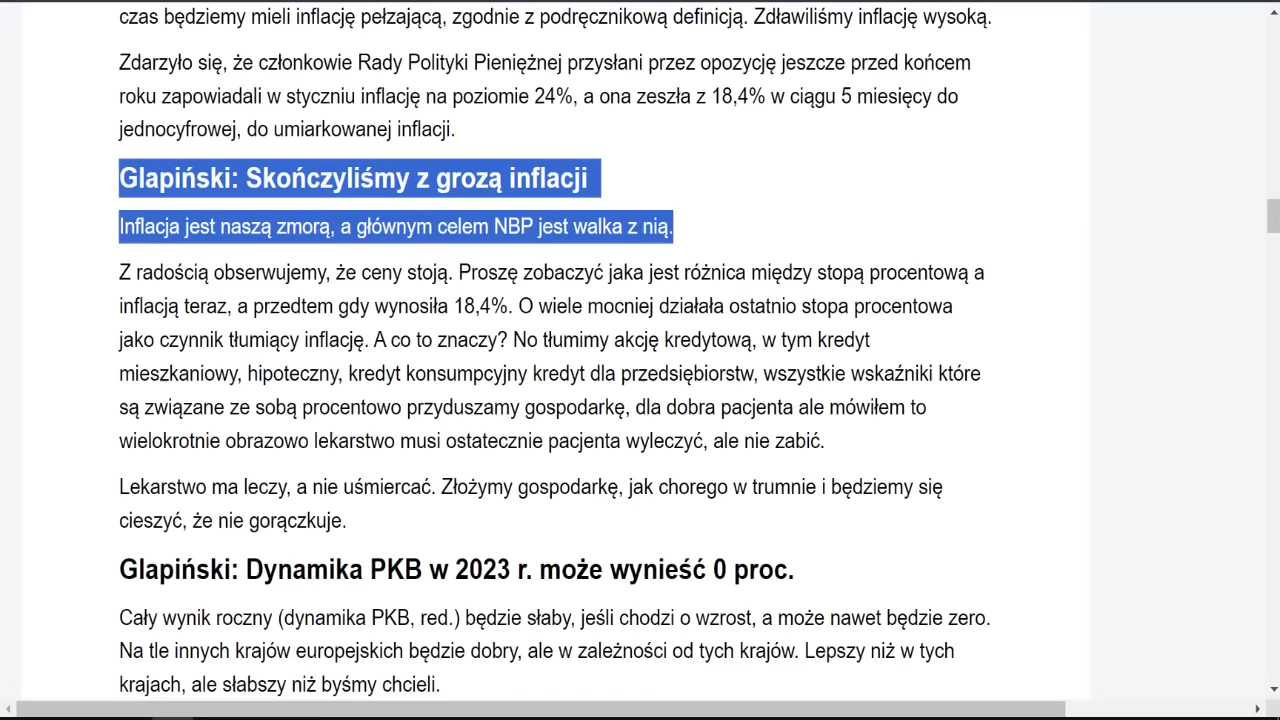 czas będziemy mieli inflację pełzającą, zgodnie z podręcznikową definicją. Zdławiliśmy inflację wysoką.
Zdarzyło się, że członkowie Rady Polityki Pieniężnej przysłani przez opozycję jeszcze przed końcem
roku zapowiadali w styczniu inflację na poziomie 24%, a ona zeszła z 18,4% w ciągu 5 miesięcy do
jednocyfrowej, do umiarkowanej inflacji.
Glapiński: Skończyliśmy z grozą inflacji
Inflacja jest naszą zmorą, a głównym celem NBP jest walka z nią.
Z radością obserwujemy, że ceny stoją. Proszę zobaczyć jaka jest różnica między stopą procentową a
inflacją teraz, a przedtem gdy wynosiła 18,4%. O wiele mocniej działała ostatnio stopa procentowa
jako czynnik tłumiący inflację. A co to znaczy? No tłumimy akcję kredytową, w tym kredyt
mieszkaniowy, hipoteczny, kredyt konsumpcyjny kredyt dla przedsiębiorstw, wszystkie wskaźniki które
są związane ze sobą procentowo przyduszamy gospodarkę, dla dobra pacjenta ale mówiłem to
wielokrotnie obrazowo lekarstwo musi ostatecznie pacjenta wyleczyć, ale nie zabić.
Lekarstwo ma leczy, a nie uśmiercać. Złożymy gospodarkę, jak chorego w trumnie i będziemy się
cieszyć, że nie gorączkuje.
Glapiński: Dynamika PKB w 2023 r. może wynieść 0 proc.
Cały wynik roczny (dynamika PKB, red.) będzie słaby, jeśli chodzi o wzrost, a może nawet będzie zero.
Na tle innych krajów europejskich będzie dobry, ale w zależności od tych krajów. Lepszy niż w tych
krajach, ale słabszy niż byśmy chcieli.